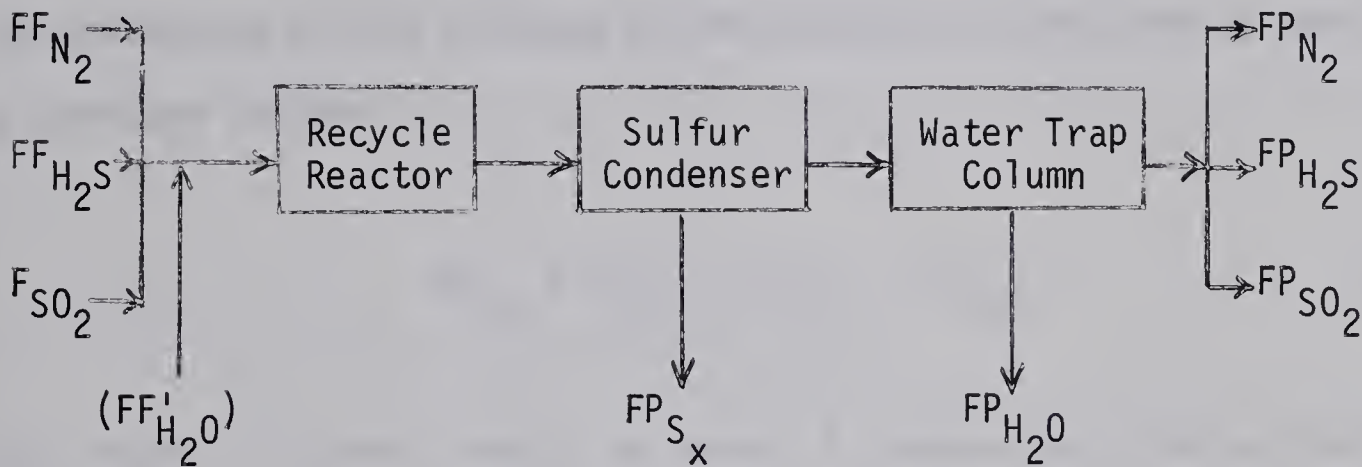 FF_N₂
FF_H₂S
F_SO₂
(FF'_H₂O)
Recycle
Reactor
Sulfur
Condenser
Water Trap
Column
FP_Sₓ
FP_H₂O
FP_N₂
FP_H₂S
FP_SO₂